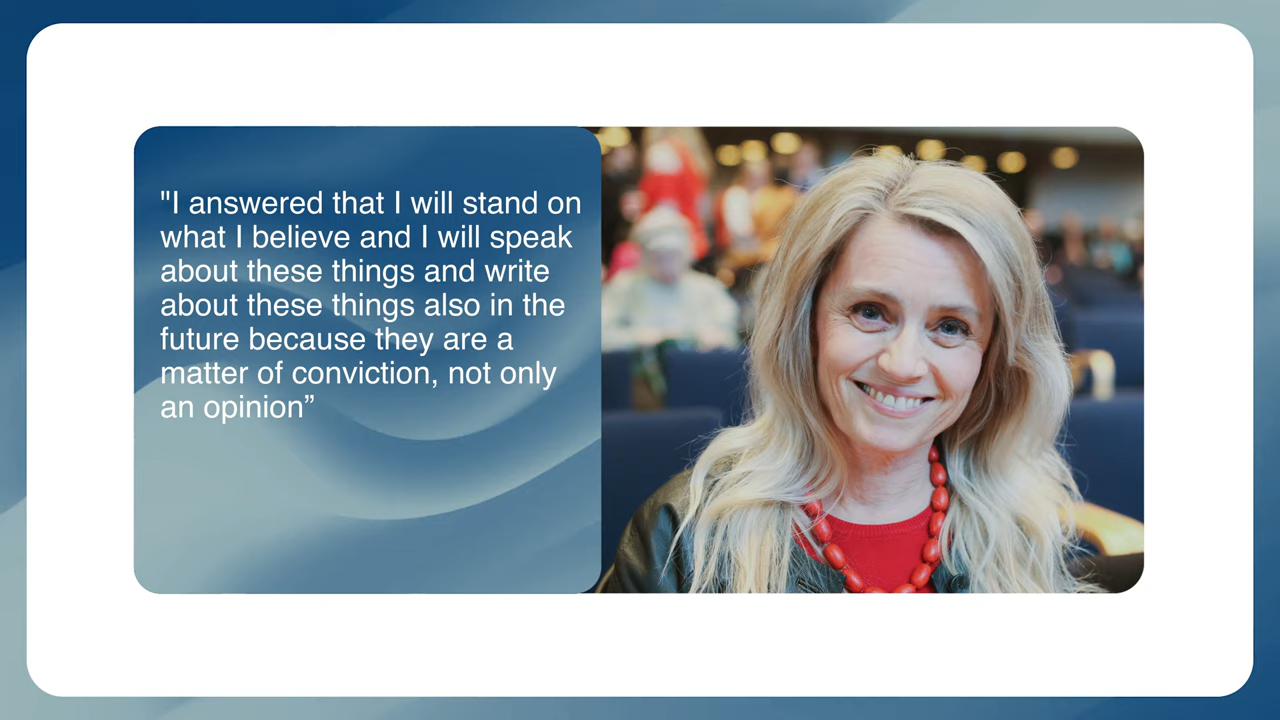 "I answered that I will stand on
what I believe and I will speak
about these things and write
about these things also in the
future because they are a
matter of conviction, not only
an opinion”